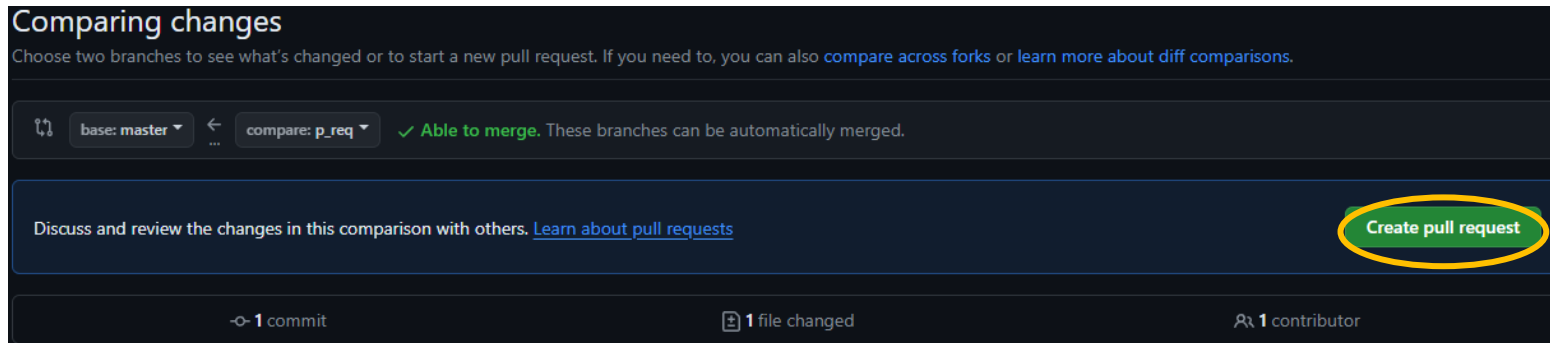 Comparing changes
Choose two branches to see what's changed or to start a new pull request. If you need to, you can also compare across forks or learn more about diff comparisons.
base: master ← compare: p_req ✓ Able to merge. These branches can be automatically merged.
...
Discuss and review the changes in this comparison with others. Learn about pull requests Create pull request
1 commit 1 file changed 1 contributor